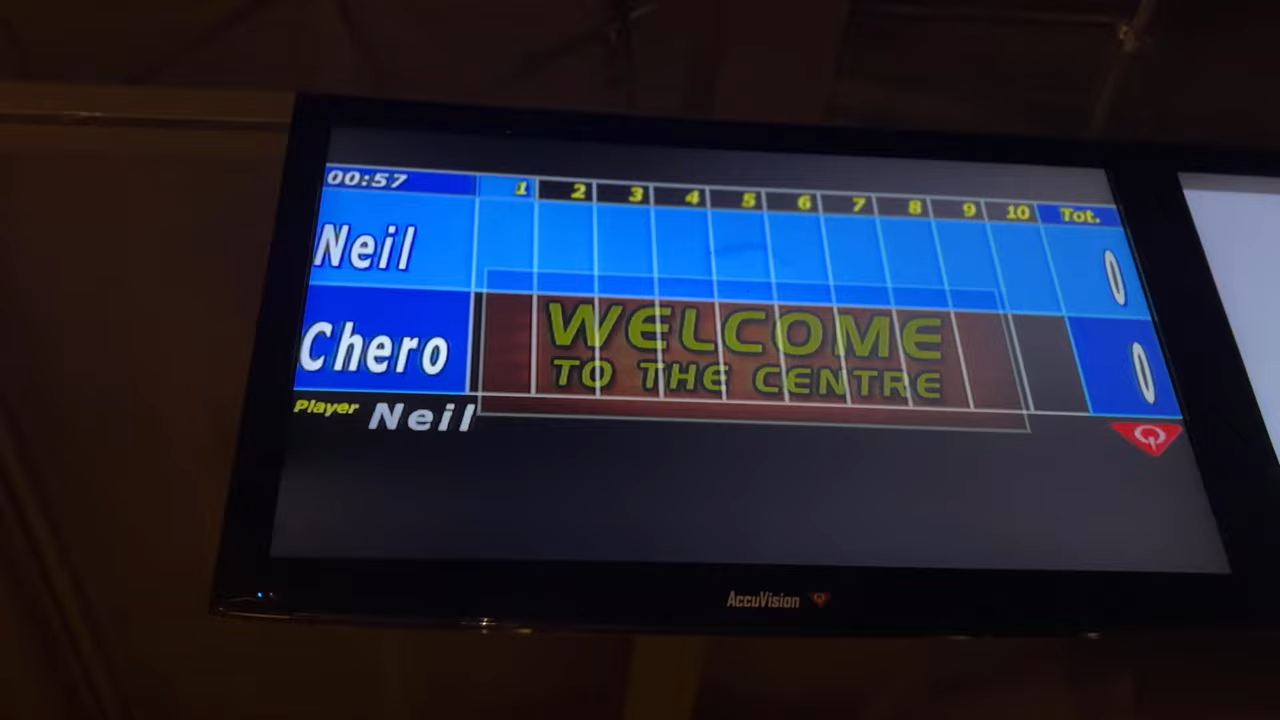 00:57 1 2 3 4 5 6 7 8 9 10 Tot.
Neil 0
WELCOME
Chero 0
TO THE CENTRE
Player Neil
AccuVision